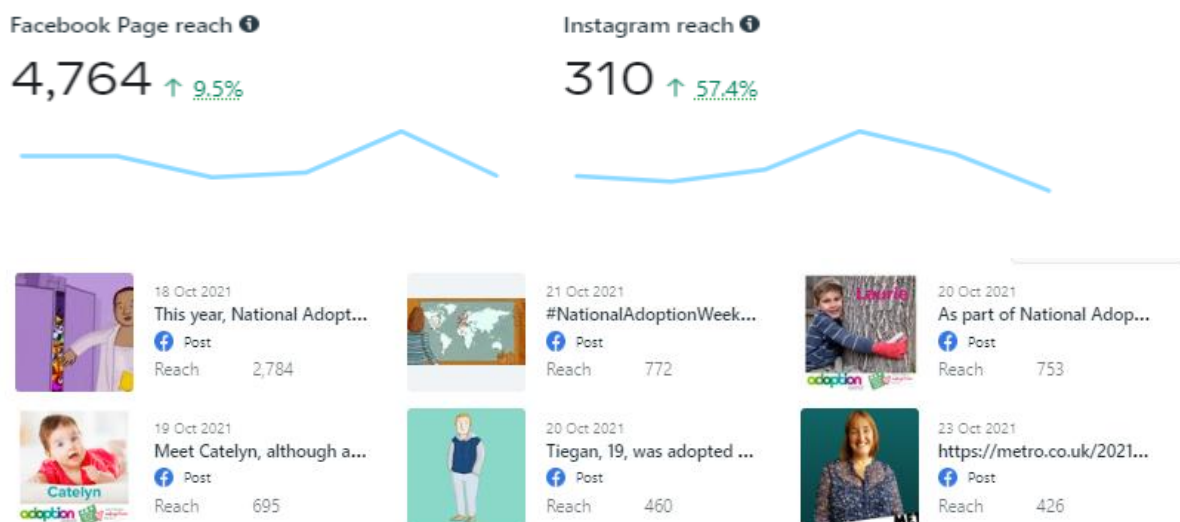 Facebook Page reach
4,764 ↑ 9.5%
Instagram reach
310 ↑ 57.4%
18 Oct 2021
This year, National Adopt...
Post
Reach 2,784
21 Oct 2021
#NationalAdoptionWeek...
Post
Reach 772
Laurie
adoption
20 Oct 2021
As part of National Adop...
Post
Reach 753
Catelyn
adoption
19 Oct 2021
Meet Catelyn, although a...
Post
Reach 695
20 Oct 2021
Tiegan, 19, was adopted ...
Post
Reach 460
23 Oct 2021
https://metro.co.uk/2021...
Post
Reach 426